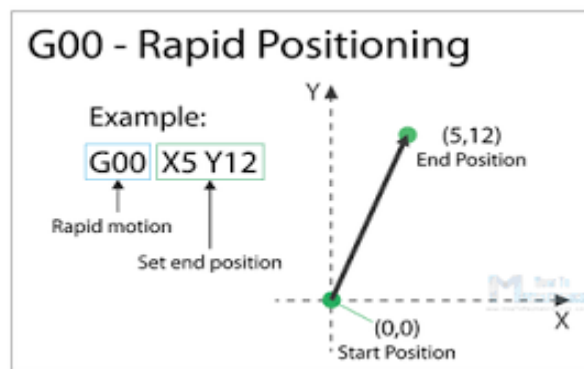 G00 - Rapid Positioning
Example:
G00 X5 Y12
Rapid motion
Set end position
Y
(5,12)
End Position
X
(0,0)
Start Position